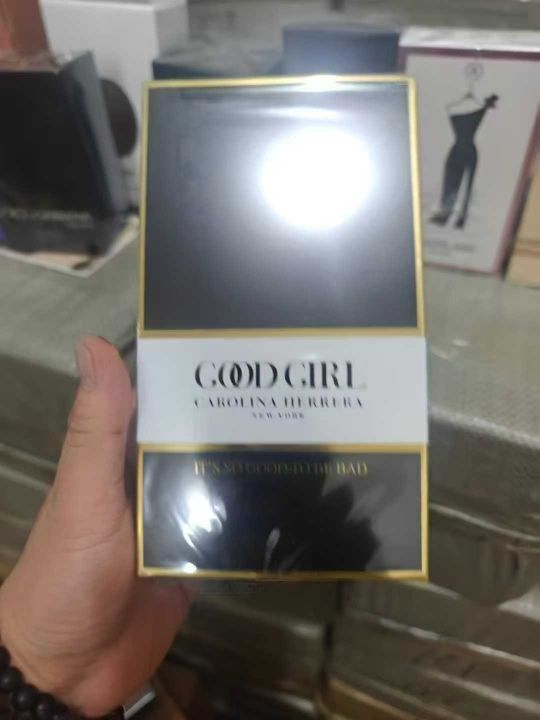 GOOD GIRL
CAROLINA HERRERA
NEW YORK
IT'S SO GOOD TO BE BAD